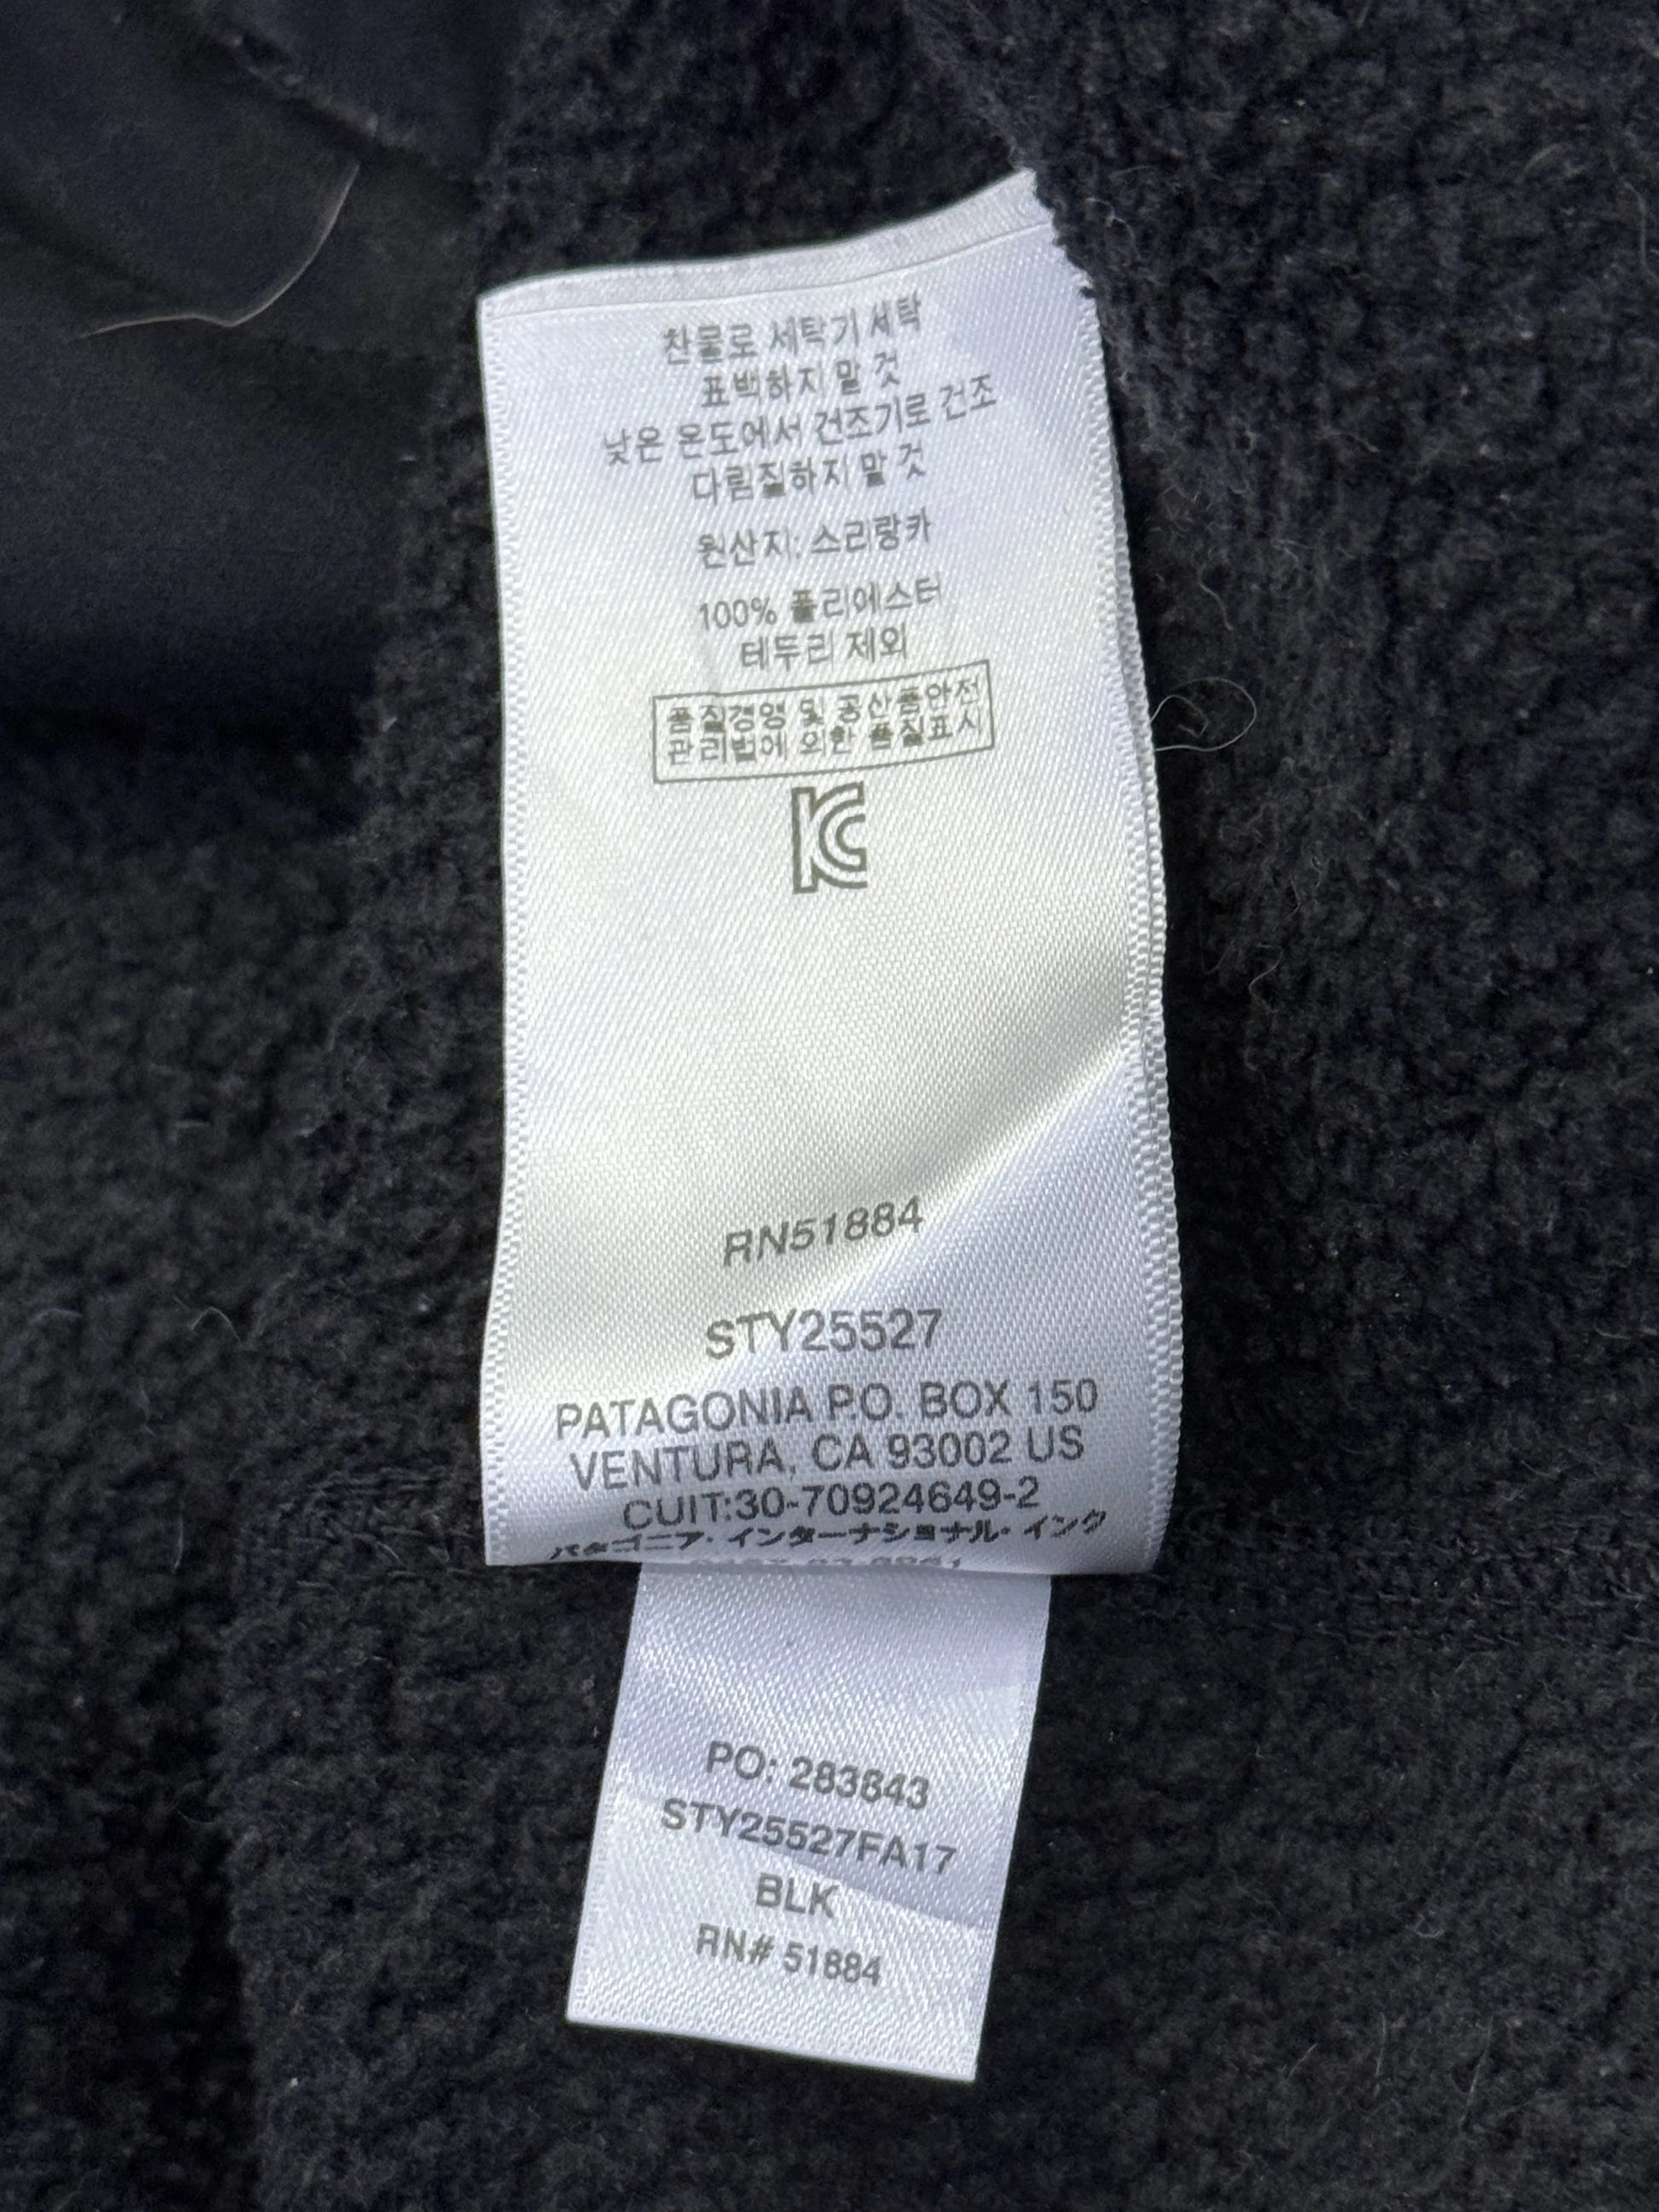 찬물로 세탁기 세탁
표백하지 말 것
낮은 온도에서 건조기로 건조
다림질하지 말 것
원산지: 스리랑카
100% 폴리에스터
테두리 제외
품질경영 및 공산품안전
관리법에 의한 품질표시
KC
RN51884
STY25527
PATAGONIA P.O. BOX 150
VENTURA, CA 93002 US
CUIT:30-70924649-2
パタゴニア・インターナショナル・インク
PO: 283843
STY25527FA17
BLK
RN# 51884